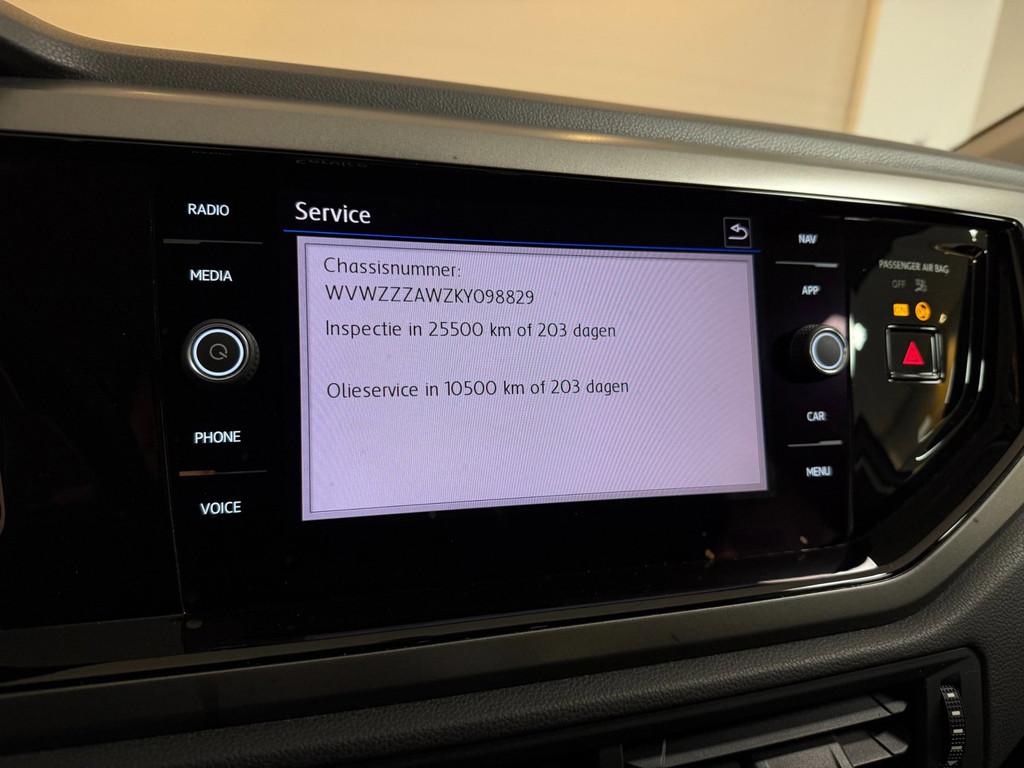 RADIO
MEDIA
PHONE
VOICE
Service
Chassisnummer:
WVWZZZAWZKY098829
Inspectie in 25500 km of 203 dagen
Olieservice in 10500 km of 203 dagen
NAV
APP
CAR
MENU
PASSENGER AIR BAG
OFF